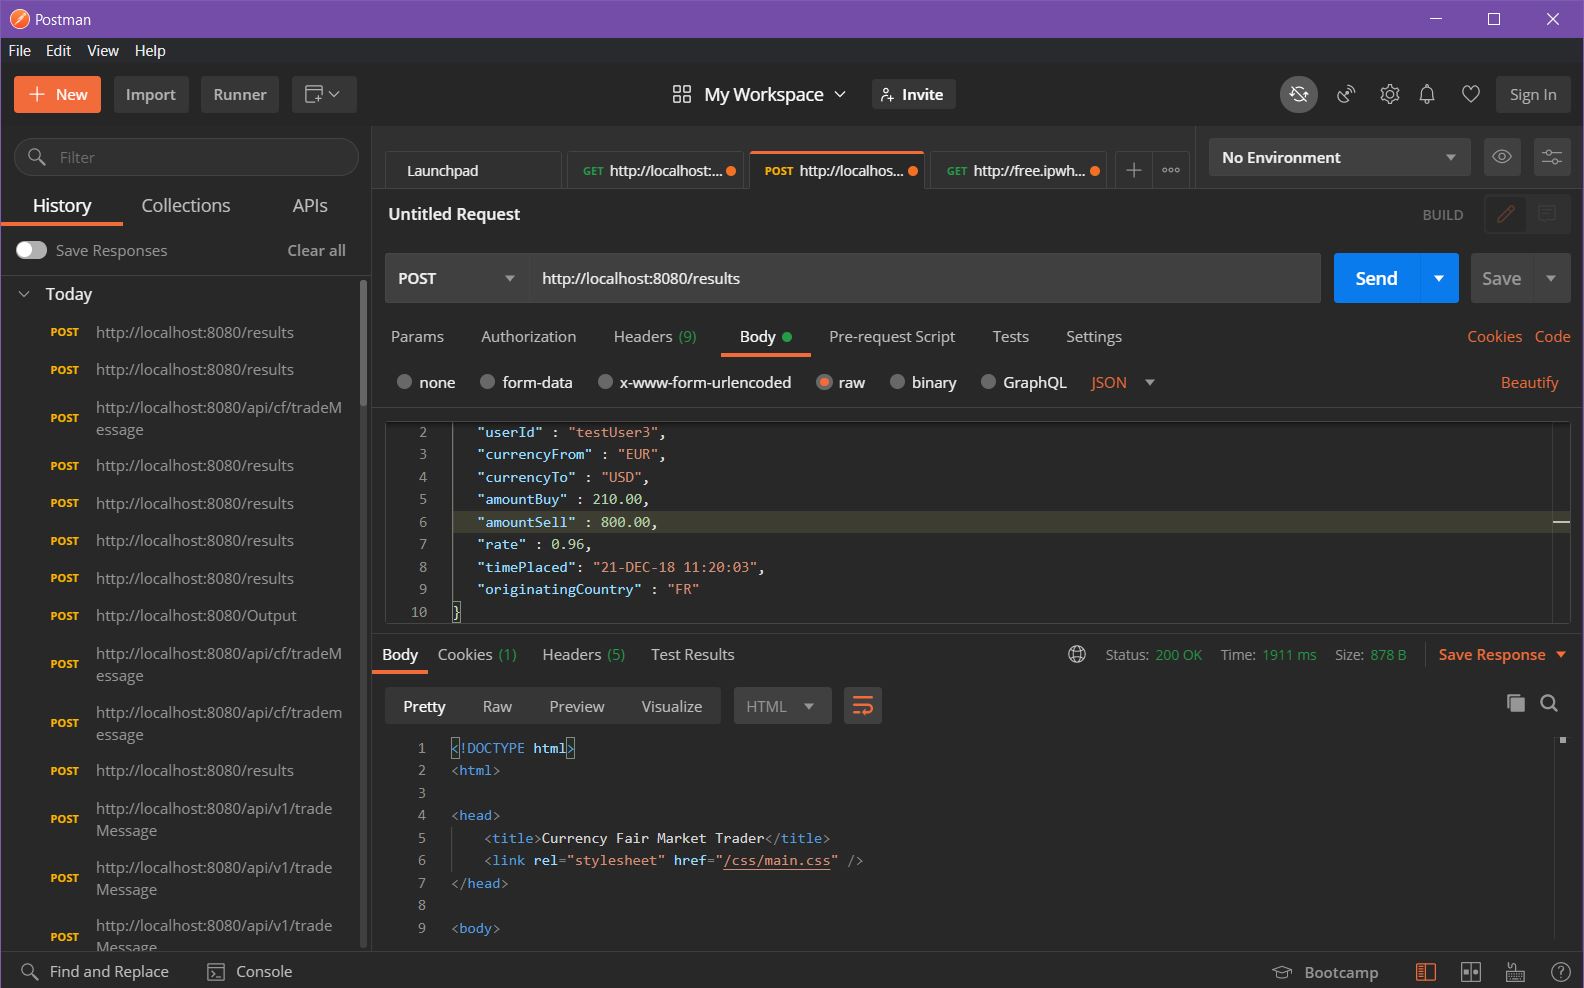 Postman
File Edit View Help
New Import Runner My Workspace Invite Sign In
Filter
History Collections APIs
Save Responses Clear all
Today
POST http://localhost:8080/results
POST http://localhost:8080/results
POST http://localhost:8080/api/cf/tradeM
essage
POST http://localhost:8080/results
POST http://localhost:8080/results
POST http://localhost:8080/results
POST http://localhost:8080/results
POST http://localhost:8080/Output
POST http://localhost:8080/api/cf/tradeM
essage
POST http://localhost:8080/api/cf/tradem
essage
POST http://localhost:8080/results
POST http://localhost:8080/api/v1/trade
Message
POST http://localhost:8080/api/v1/trade
Message
POST http://localhost:8080/api/v1/trade
Message
Launchpad GET http://localhost:... POST http://localhos... GET http://free.ipwh... No Environment
Untitled Request BUILD
POST http://localhost:8080/results Send Save
Params Authorization Headers (9) Body Pre-request Script Tests Settings Cookies Code
none form-data x-www-form-urlencoded raw binary GraphQL JSON Beautify
2 "userId" : "testUser3",
3 "currencyFrom" : "EUR",
4 "currencyTo" : "USD",
5 "amountBuy" : 210.00,
6 "amountSell" : 800.00,
7 "rate" : 0.96,
8 "timePlaced": "21-DEC-18 11:20:03",
9 "originatingCountry" : "FR"
10 }
Body Cookies (1) Headers (5) Test Results Status: 200 OK Time: 1911 ms Size: 878 B Save Response
Pretty Raw Preview Visualize HTML
1 <!DOCTYPE html>
2 <html>
3
4 <head>
5 <title>Currency Fair Market Trader</title>
6 <link rel="stylesheet" href="/css/main.css" />
7 </head>
8
9 <body>
Find and Replace Console Bootcamp